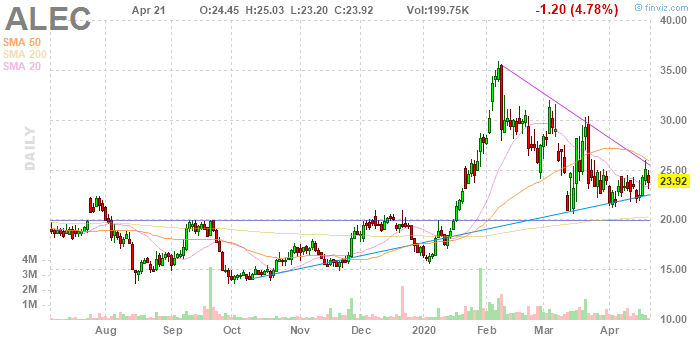 ALEC
Apr 21 O:24.45 H:25.03 L:23.20 C:23.92 Vol:199.75K -1.20 (4.78%)
© finviz.com
SMA 50
SMA 200
SMA 20
DAILY
40.00
35.00
30.00
25.00
23.92
20.00
15.00
10.00
4M
3M
2M
1M
Aug Sep Oct Nov Dec 2020 Feb Mar Apr